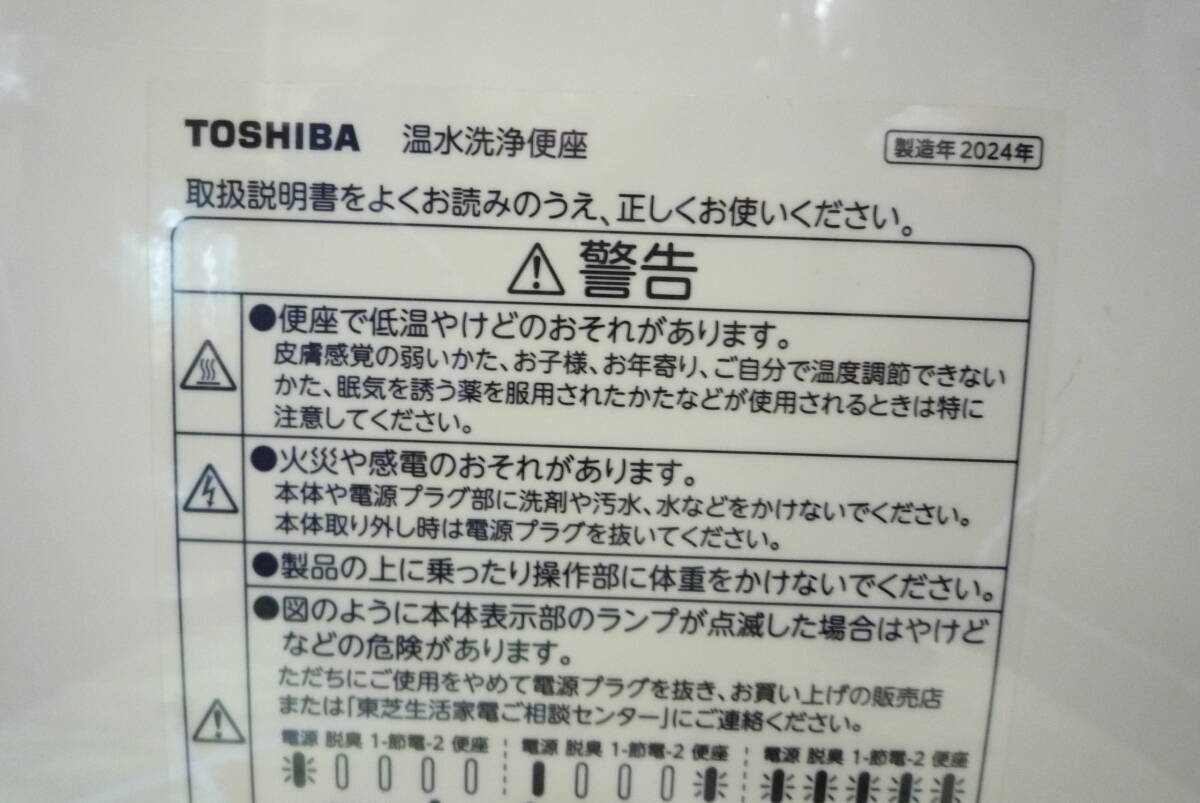 TOSHIBA 温水洗浄便座 製造年2024年
取扱説明書をよくお読みのうえ、正しくお使いください。
警告
●便座で低温やけどのおそれがあります。
皮膚感覚の弱いかた、お子様、お年寄り、ご自分で温度調節できない
かた、眠気を誘う薬を服用されたかたなどが使用されるときは特に
注意してください。
●火災や感電のおそれがあります。
本体や電源プラグ部に洗剤や汚水、水などをかけないでください。
本体取り外し時は電源プラグを抜いてください。
●製品の上に乗ったり操作部に体重をかけないでください。
●図のように本体表示部のランプが点滅した場合はやけど
などの危険があります。
ただちにご使用をやめて電源プラグを抜き、お買い上げの販売店
または「東芝生活家電ご相談センター」にご連絡ください。
電源 脱臭 1-節電-2 便座 電源 脱臭 1-節電-2 便座 電源 脱臭 1-節電-2 便座